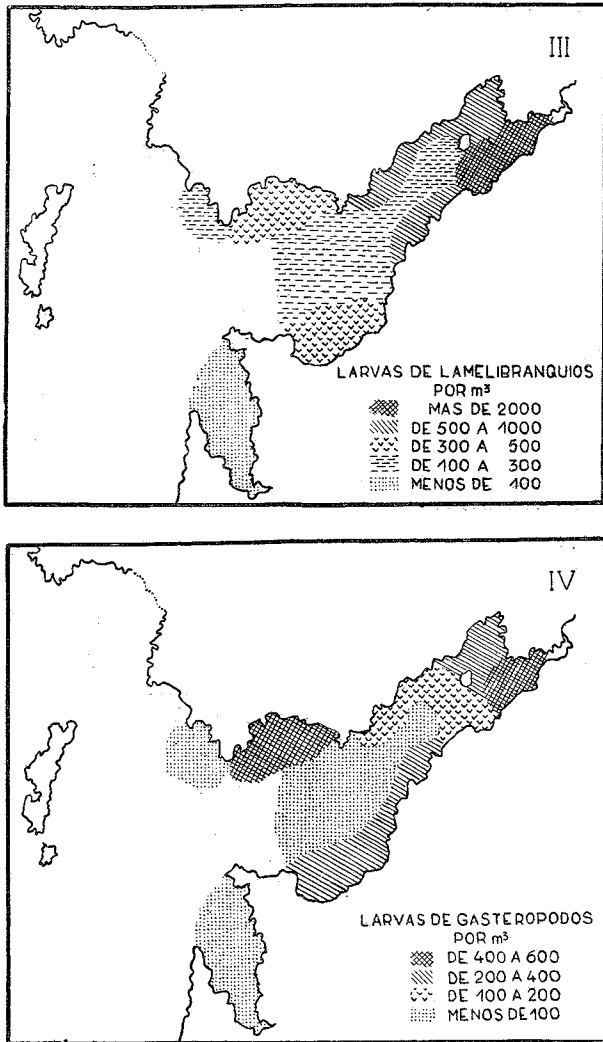 III
LARVAS DE LAMELIBRANQUIOS
POR m³
MAS DE 2000
DE 500 A 1000
DE 300 A 500
DE 100 A 300
MENOS DE 100
IV
LARVAS DE GASTEROPODOS
POR m³
DE 400 A 600
DE 200 A 400
DE 100 A 200
MENOS DE 100